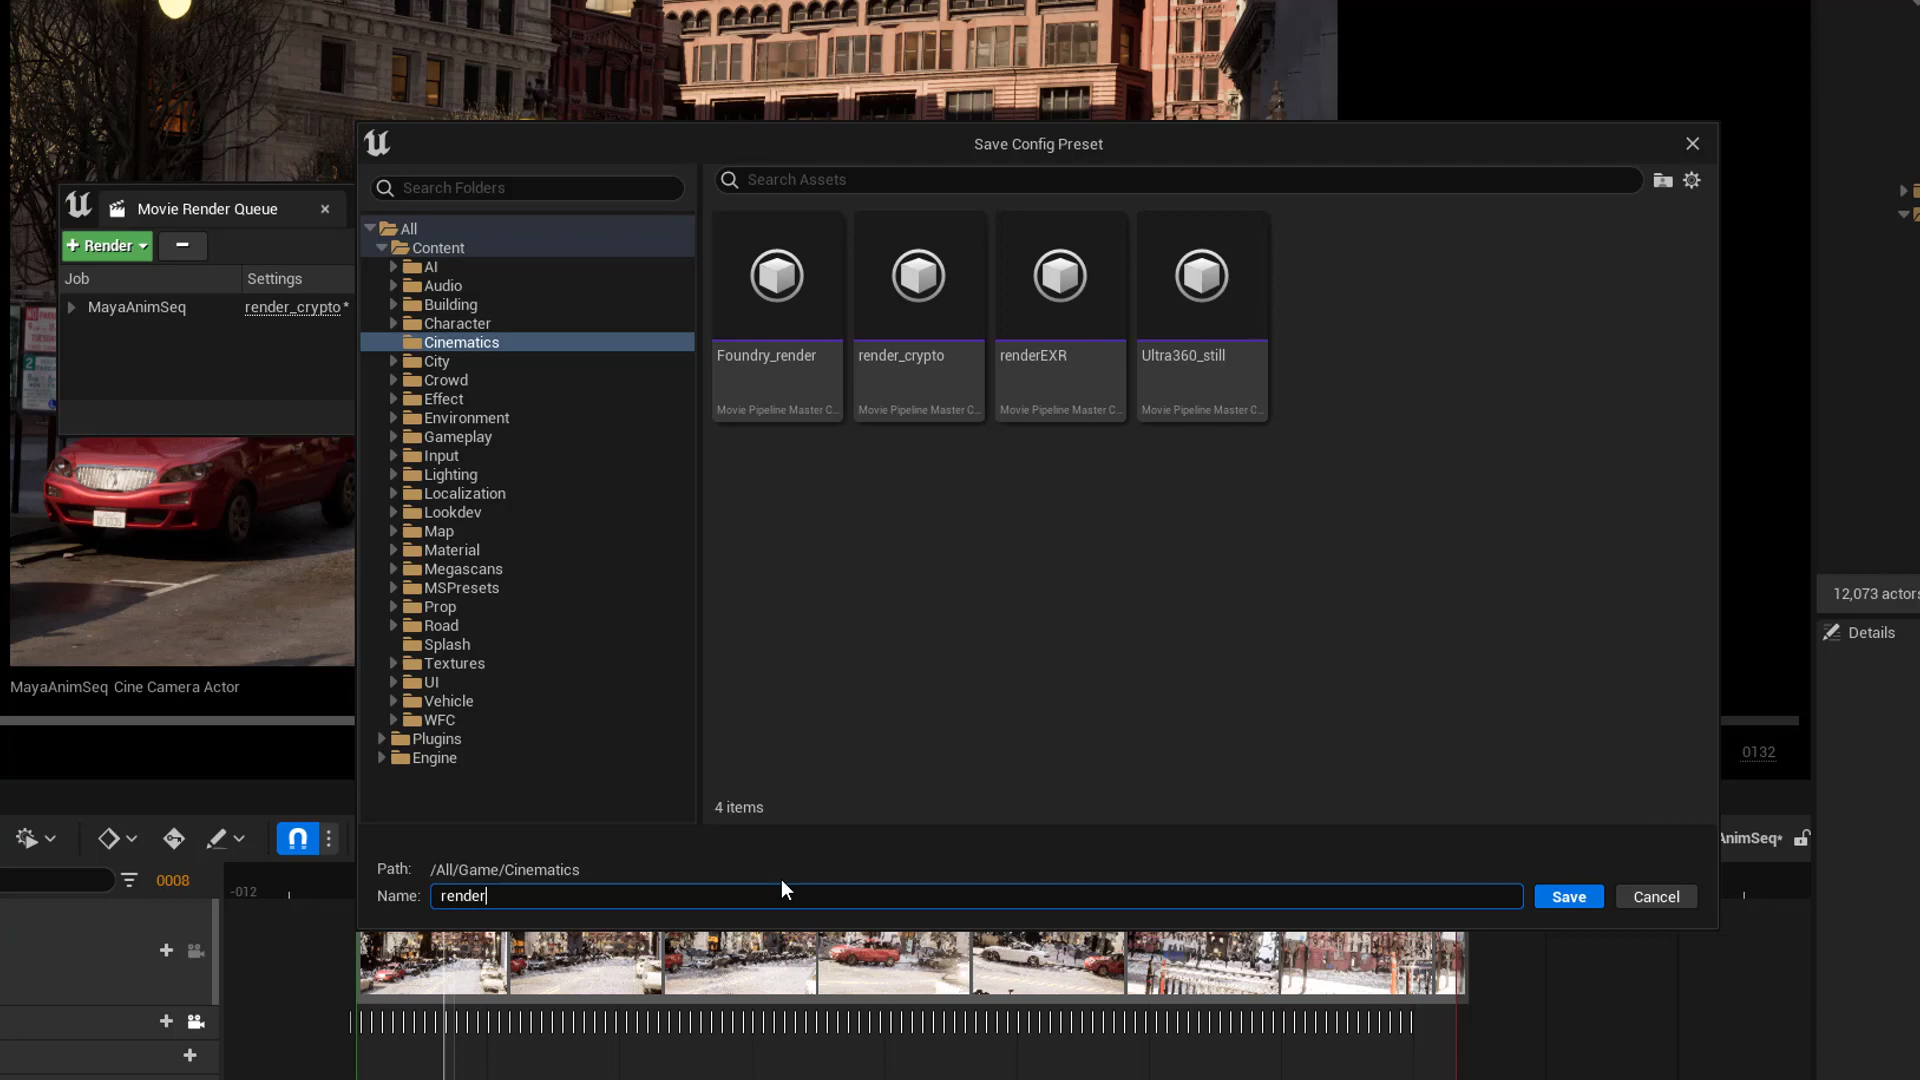 Save Config Preset
Search Folders
Search Assets
Movie Render Queue
Render
Job
Settings
MayaAnimSeq
render_crypto*
All
Content
AI
Audio
Building
Character
Cinematics
City
Crowd
Effect
Environment
Gameplay
Input
Lighting
Localization
Lookdev
Map
Material
Megascans
MSPresets
Prop
Road
Splash
Textures
UI
Vehicle
WFC
Plugins
Engine
Foundry_render
Movie Pipeline Master C...
render_crypto
Movie Pipeline Master C...
renderEXR
Movie Pipeline Master C...
Ultra360_still
Movie Pipeline Master C...
4 items
12,073 actors
Details
MayaAnimSeq Cine Camera Actor
0132
AnimSeq*
Path: /All/Game/Cinematics
Name: render
Save
Cancel
0008
-012